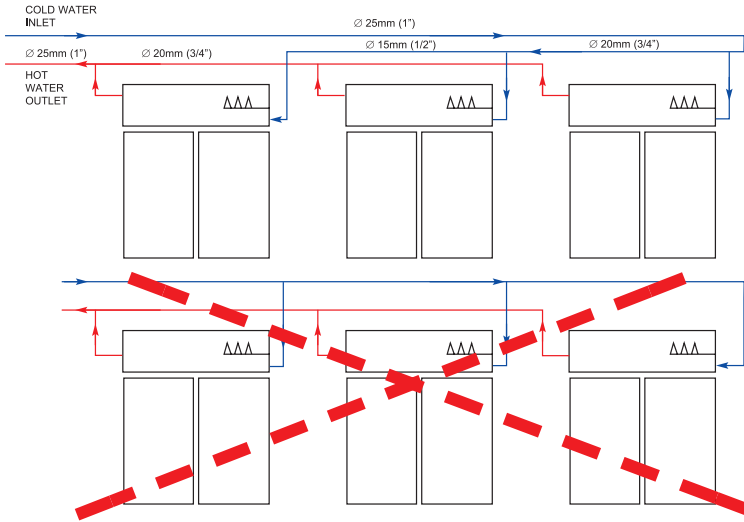 COLD WATER
INLET
∅ 25mm (1”)
∅ 25mm (1”)
∅ 20mm (3/4”)
∅ 15mm (1/2”)
∅ 20mm (3/4”)
HOT
WATER
OUTLET